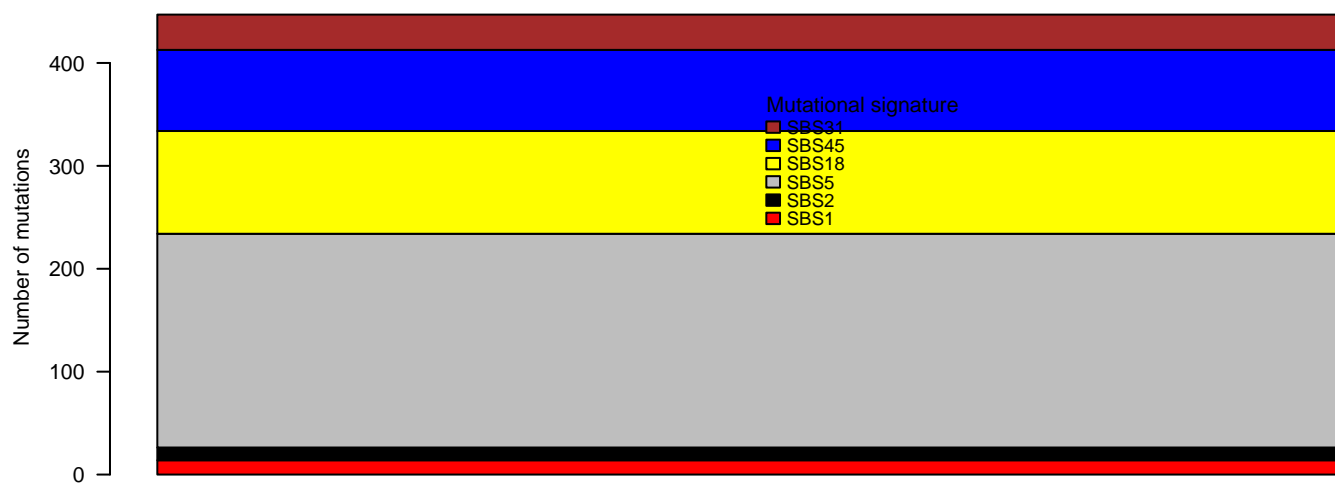 400
300
200
100
0
Number of mutations
Mutational signature
SBS31
SBS45
SBS18
SBS5
SBS2
SBS1